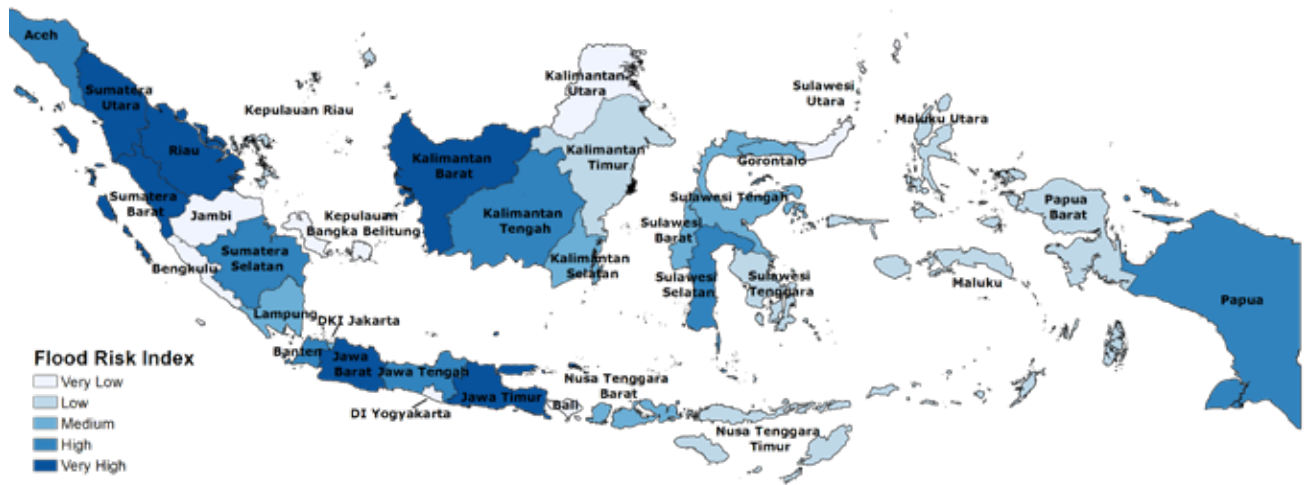 Aceh
Sumatera
Utara
Riau
Kepulauan Riau
Sumatera
Barat
Jambi
Kepulauan
Bangka Belitung
Bengkulu
Sumatera
Selatan
Lampung
DKI Jakarta
Banten
Jawa
Barat
Jawa Tengah
DI Yogyakarta
Jawa Timur
Bali
Nusa Tenggara
Barat
Nusa Tenggara
Timur
Kalimantan
Barat
Kalimantan
Tengah
Kalimantan
Selatan
Kalimantan
Timur
Kalimantan
Utara
Sulawesi
Utara
Gorontalo
Sulawesi Tengah
Sulawesi
Barat
Sulawesi
Selatan
Sulawesi
Tenggara
Maluku Utara
Maluku
Papua
Barat
Papua
Flood Risk Index
Very Low
Low
Medium
High
Very High